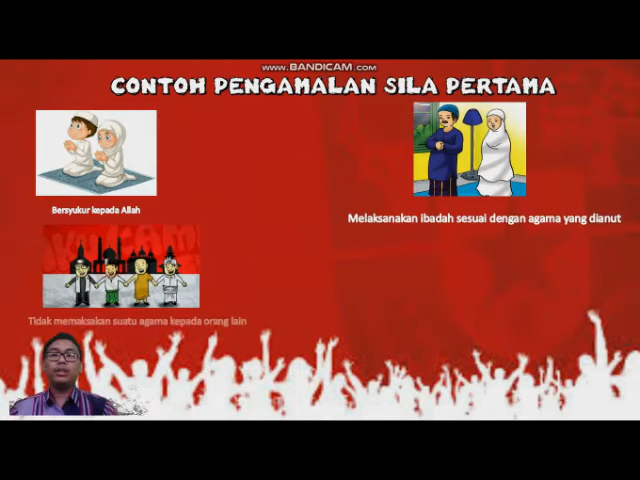 www.BANDICAM.com
CONTOH PENGAMALAN SILA PERTAMA
Bersyukur kepada Allah
Melaksanakan ibadah sesuai dengan agama yang dianut
Tidak memaksakan suatu agama kepada orang lain